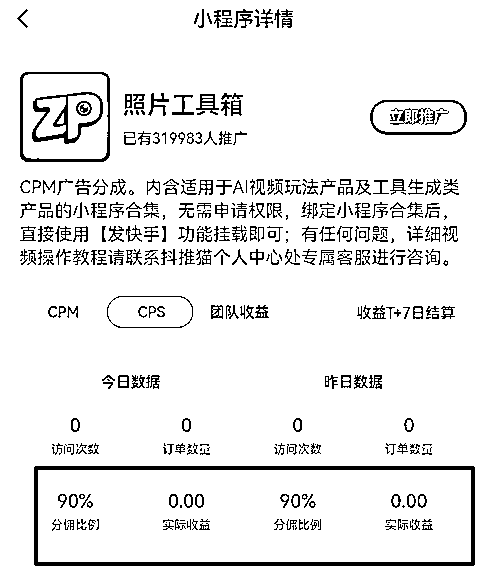 小程序详情
ZP
照片工具箱
已有319983人推广
立即推广
CPM广告分成。内含适用于AI视频玩法产品及工具生成类
产品的小程序合集，无需申请权限，绑定小程序合集后，
直接使用【发快手】功能挂载即可；有任何问题，详细视
频操作教程请联系抖推猫个人中心处专属客服进行咨询。
CPM CPS 团队收益 收益T+7日结算
今日数据 昨日数据
0 0 0 0
访问次数 订单数量 访问次数 订单数量
90% 0.00 90% 0.00
分佣比例 实际收益 分佣比例 实际收益